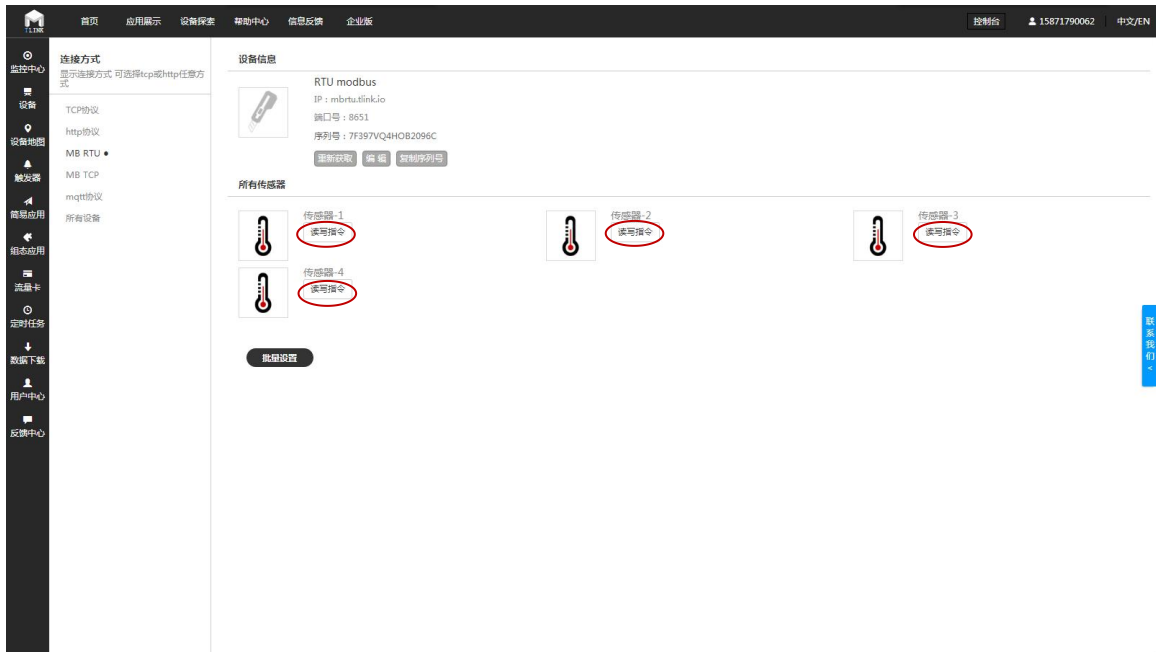 TLINK
首页 应用展示 设备探索 帮助中心 信息反馈 企业版 控制台 15871790062 中文/EN
监控中心
设备
设备地图
触发器
简易应用
组态应用
流量卡
定时任务
数据下载
用户中心
反馈中心
连接方式
显示连接方式 可选择tcp或http任意方
式
TCP协议
http协议
MB RTU
MB TCP
mqtt协议
所有设备
设备信息
RTU modbus
IP：mbrtu.tlink.io
端口号：8651
序列号：7F397VQ4HOB2096C
重新获取 编 辑 复制序列号
所有传感器
传感器-1
读写指令
传感器-2
读写指令
传感器-3
读写指令
传感器-4
读写指令
批量设置
联系我们 <